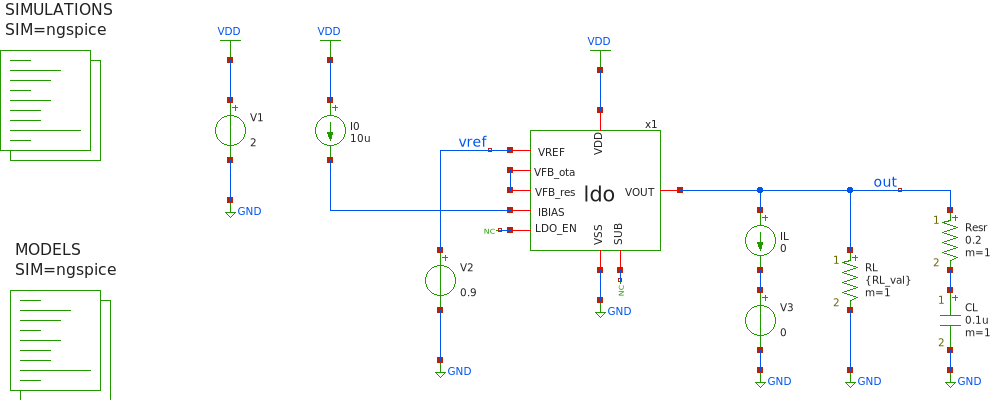 SIMULATIONS
SIM=ngspice
VDD
VDD
VDD
V1
2
I0
10u
GND
vref
x1
VDD
VREF
VFB_ota
VFB_res
IBIAS
LDO_EN
ldo
VOUT
VSS
SUB
NC
NC
GND
V2
0.9
GND
out
IL
0
V3
0
GND
1
RL
{RL_val}
m=1
2
GND
1
Resr
0.2
m=1
2
1
CL
0.1u
m=1
2
GND
MODELS
SIM=ngspice